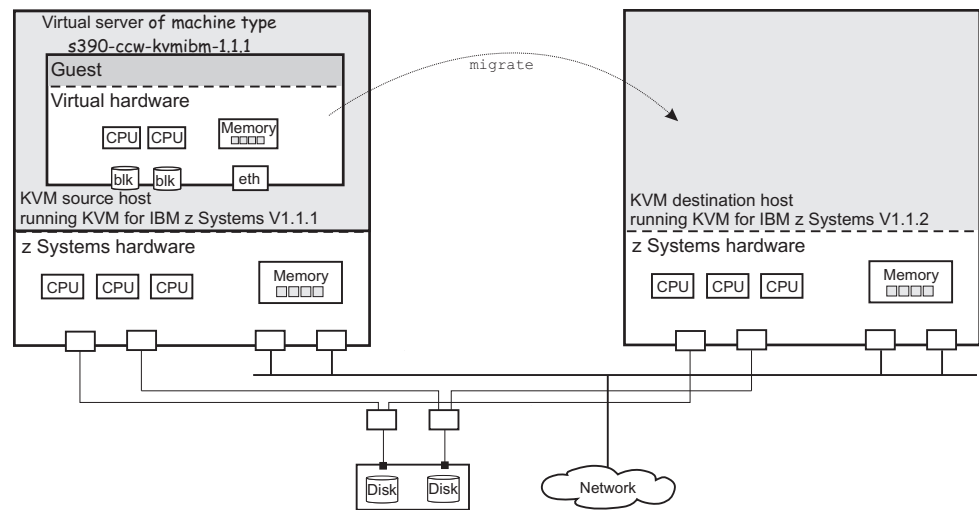 Virtual server of machine type
s390-ccw-kvmibm-1.1.1
Guest
Virtual hardware
CPU
CPU
Memory
blk
blk
eth
KVM source host
running KVM for IBM z Systems V1.1.1
z Systems hardware
CPU
CPU
CPU
Memory
migrate
KVM destination host
running KVM for IBM z Systems V1.1.2
z Systems hardware
CPU
CPU
CPU
Memory
Disk
Disk
Network